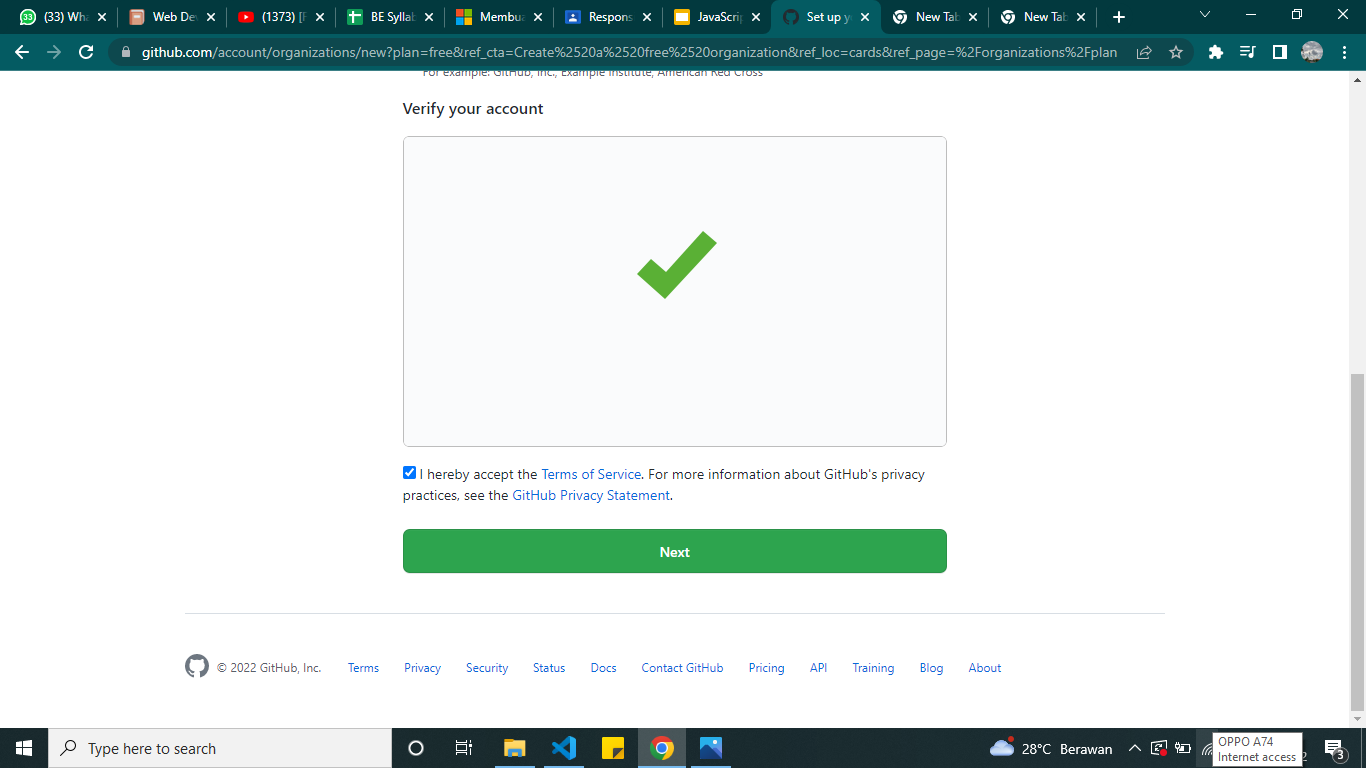 (33) Wha
Web Dev
(1373) [
BE Syllab
Membua
Respons
JavaScrip
Set up yo
New Tab
New Tab
github.com/account/organizations/new?plan=free&ref_cta=Create%2520a%2520free%2520organization&ref_loc=cards&ref_page=%2Forganizations%2Fplan
For example: GitHub, Inc., Example Institute, American Red Cross
Verify your account
I hereby accept the Terms of Service. For more information about GitHub's privacy
practices, see the GitHub Privacy Statement.
Next
© 2022 GitHub, Inc. Terms Privacy Security Status Docs Contact GitHub Pricing API Training Blog About
Type here to search
28°C Berawan
OPPO A74
Internet access
2
3